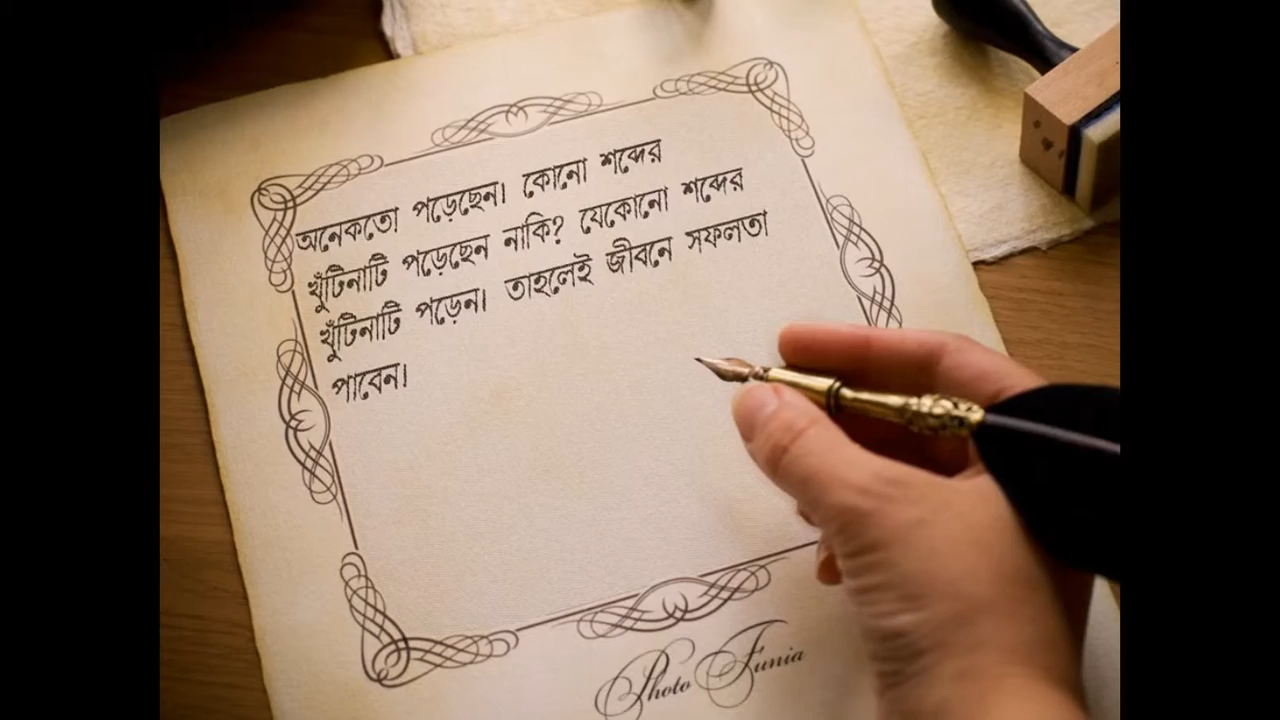 অনেকতো পড়েছেন। কোনো শব্দের
খুঁটিনাটি পড়েছেন নাকি? যেকোনো শব্দের
খুঁটিনাটি পড়েন। তাহলেই জীবনে সফলতা
পাবেন।
Photo Funia